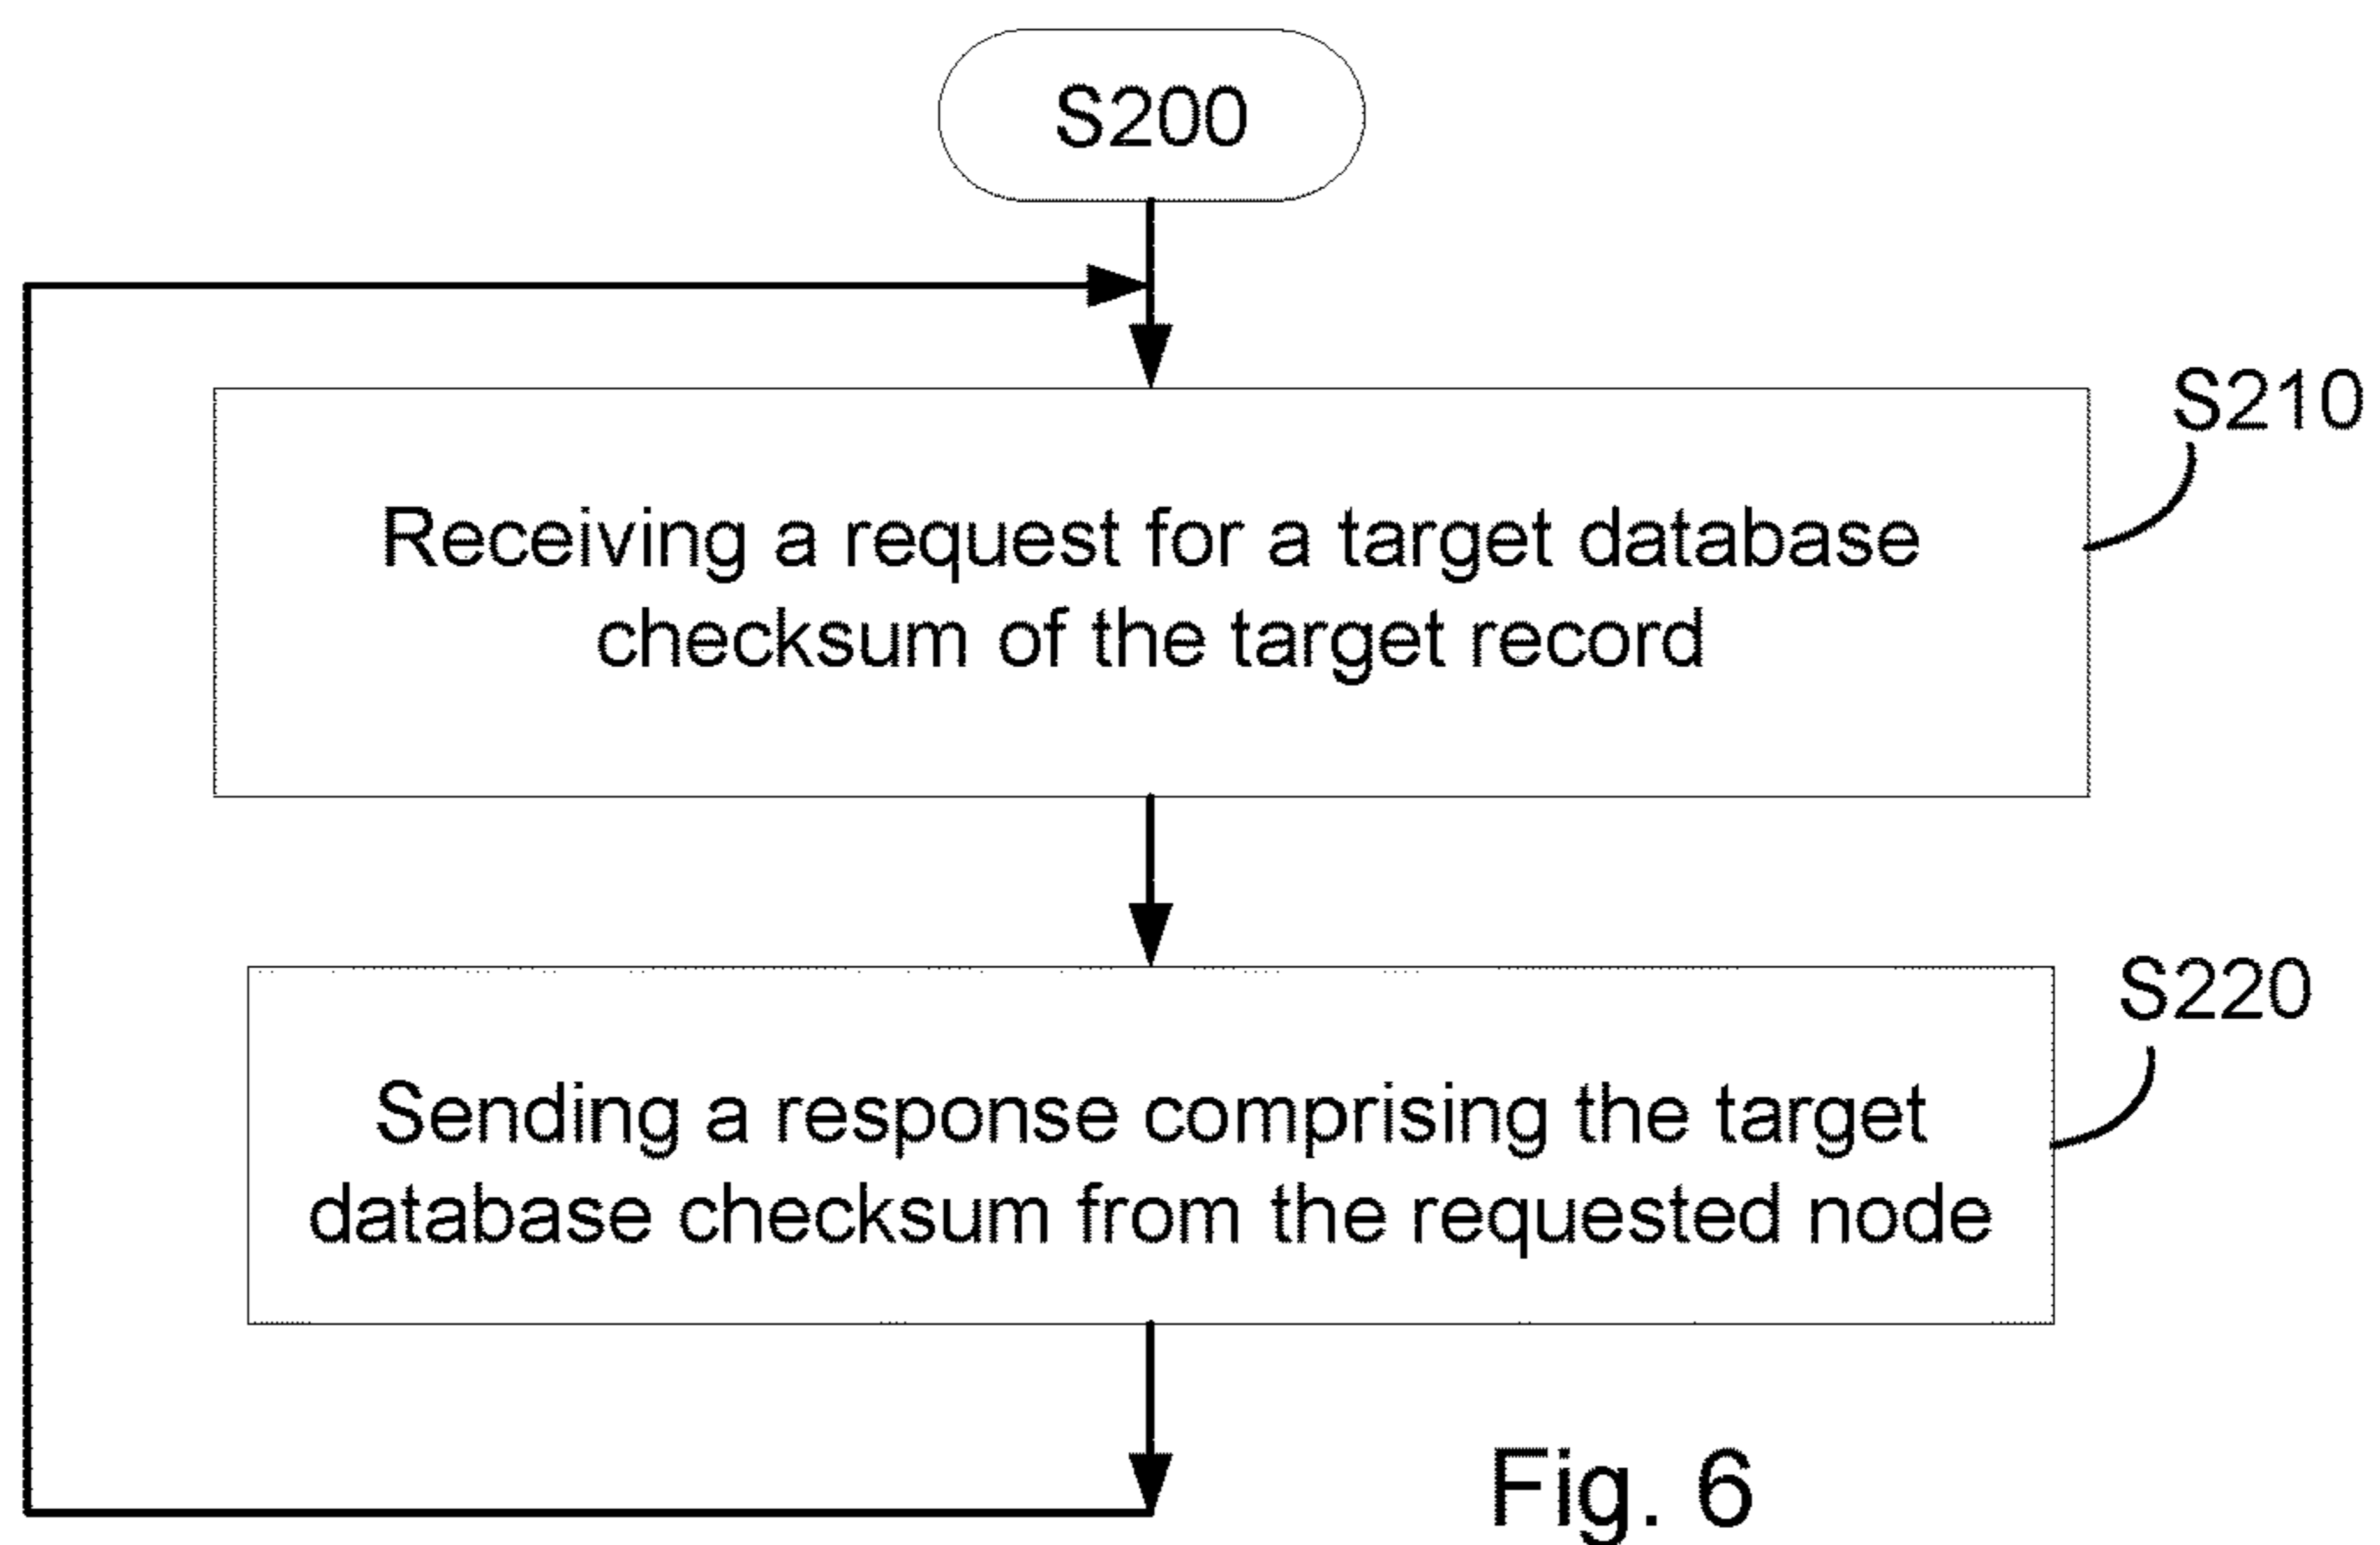 S200
S210
Receiving a request for a target database
checksum of the target record
S220
Sending a response comprising the target
database checksum from the requested node
Fig. 6